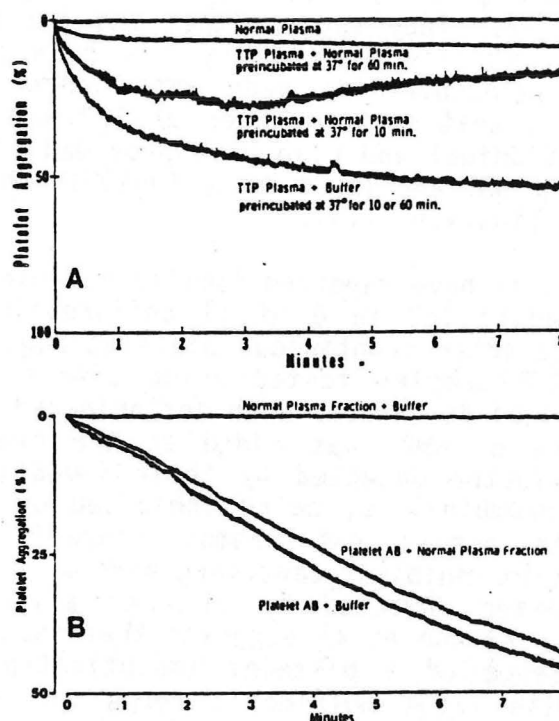 0
Normal Plasma
TTP Plasma + Normal Plasma
preincubated at 37° for 60 min.
TTP Plasma + Normal Plasma
preincubated at 37° for 10 min.
50
TTP Plasma + Buffer
preincubated at 37° for 10 or 60 min.
Platelet Aggregation (%)
A
100
0 1 2 3 4 5 6 7 8
Minutes
0
Normal Plasma Fraction + Buffer
Platelet Aggregation (%)
25
Platelet AB + Normal Plasma Fraction
Platelet AB + Buffer
B
50
0 1 2 3 4 5 6 7
Minutes